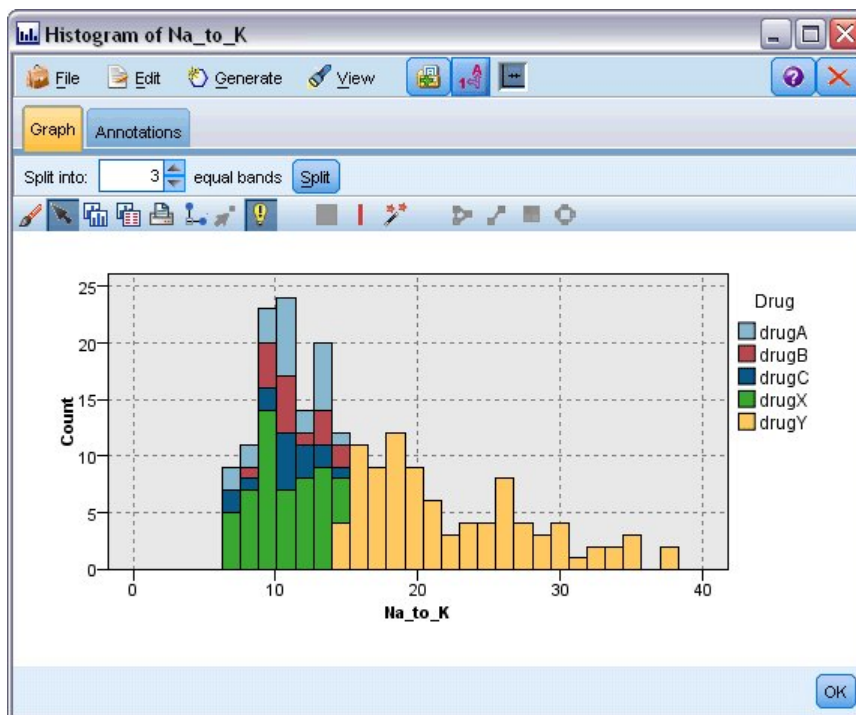 Histogram of Na_to_K
File Edit Generate View
Graph Annotations
Split into: 3 equal bands Split
25
20
15
10
5
0
Count
0 10 20 30 40
Na_to_K
Drug
drugA
drugB
drugC
drugX
drugY
OK